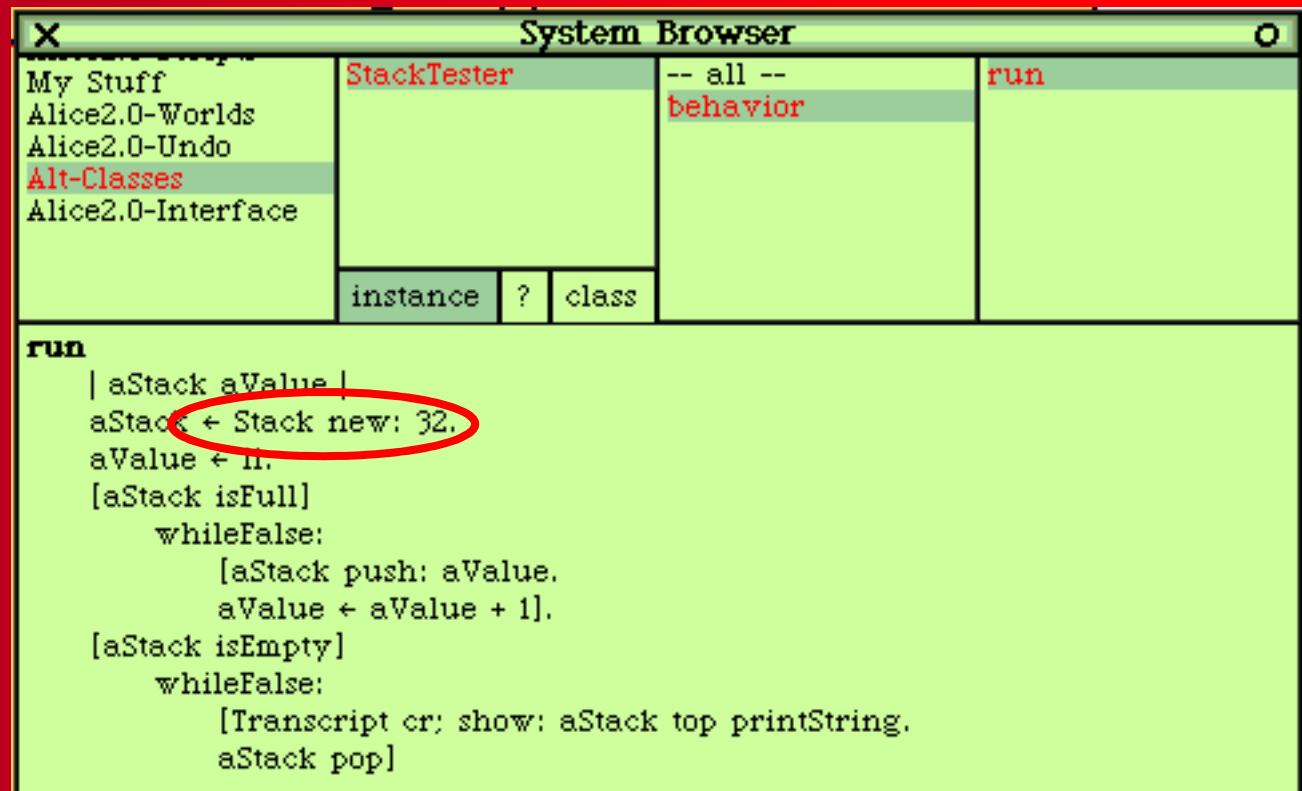 System Browser
My Stuff
Alice2.0-Worlds
Alice2.0-Undo
Alt-Classes
Alice2.0-Interface
StackTester
instance ? class
-- all --
behavior
run
run
| aStack aValue |
aStack ← Stack new: 32.
aValue ← 11.
[aStack isFull]
whileFalse:
[aStack push: aValue.
aValue ← aValue + 1].
[aStack isEmpty]
whileFalse:
[Transcript cr; show: aStack top printString.
aStack pop]